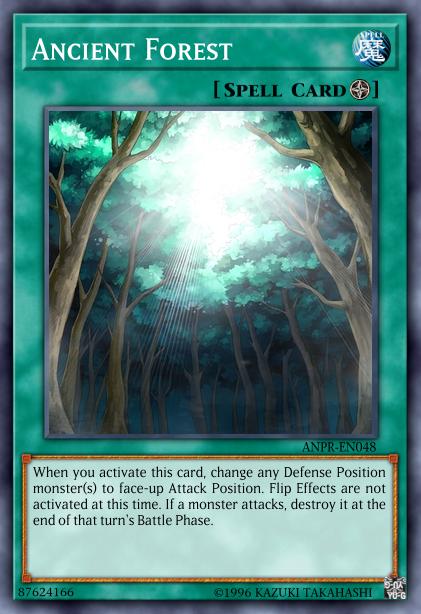 ANCIENT FOREST
SPELL
魔
[SPELL CARD]
ANPR-EN048
When you activate this card, change any Defense Position
monster(s) to face-up Attack Position. Flip Effects are not
activated at this time. If a monster attacks, destroy it at the
end of that turn's Battle Phase.
87624166
©1996 KAZUKI TAKAHASHI